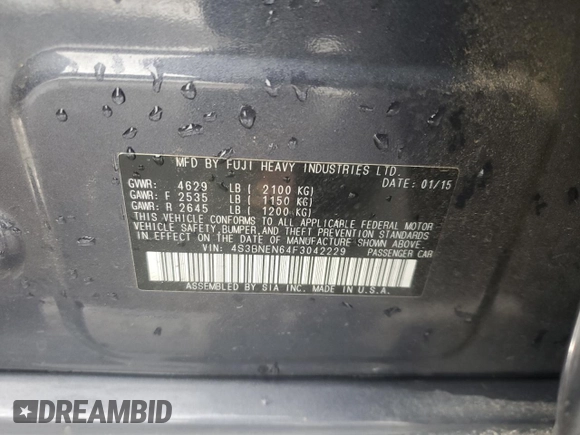 MFD BY FUJI HEAVY INDUSTRIES LTD.
GVWR: 4629 LB ( 2100 KG) DATE: 01/15
GAWR: F 2535 LB ( 1150 KG)
GAWR: R 2645 LB ( 1200 KG)
THIS VEHICLE CONFORMS TO ALL APPLICABLE FEDERAL MOTOR
VEHICLE SAFETY, BUMPER, AND THEFT PREVENTION STANDARDS
IN EFFECT ON THE DATE OF MANUFACTURE SHOWN ABOVE.
VIN: 4S3BNEN64F3042229 PASSENGER CAR
ASSEMBLED BY SIA INC. MADE IN U.S.A.
DREAMBID